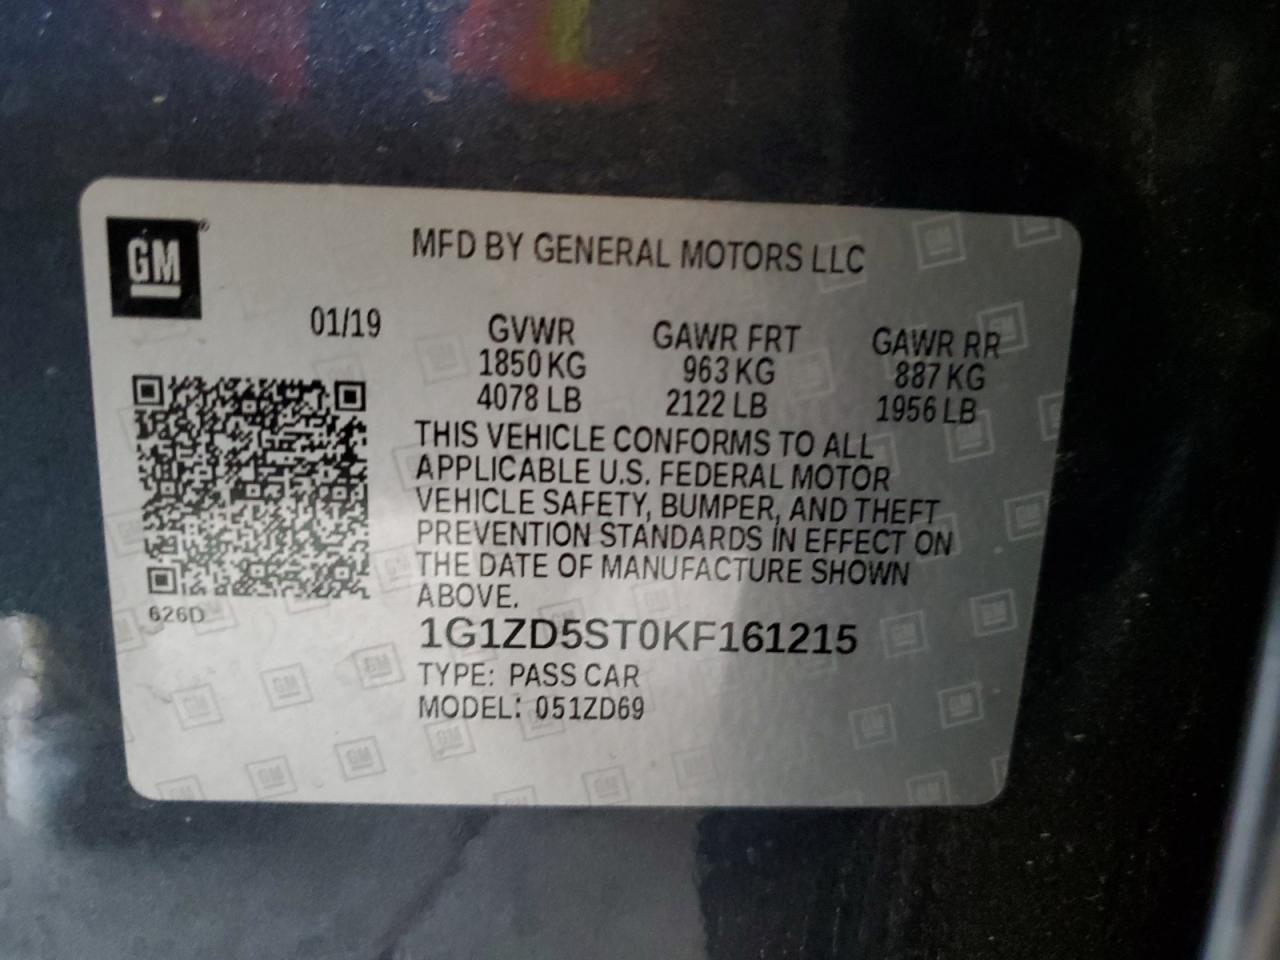 GM
MFD BY GENERAL MOTORS LLC
01/19
GVWR GAWR FRT GAWR RR
1850 KG 963 KG 887 KG
4078 LB 2122 LB 1956 LB
THIS VEHICLE CONFORMS TO ALL
APPLICABLE U.S. FEDERAL MOTOR
VEHICLE SAFETY, BUMPER, AND THEFT
PREVENTION STANDARDS IN EFFECT ON
THE DATE OF MANUFACTURE SHOWN
ABOVE.
626D
1G1ZD5ST0KF161215
TYPE: PASS CAR
MODEL: 051ZD69